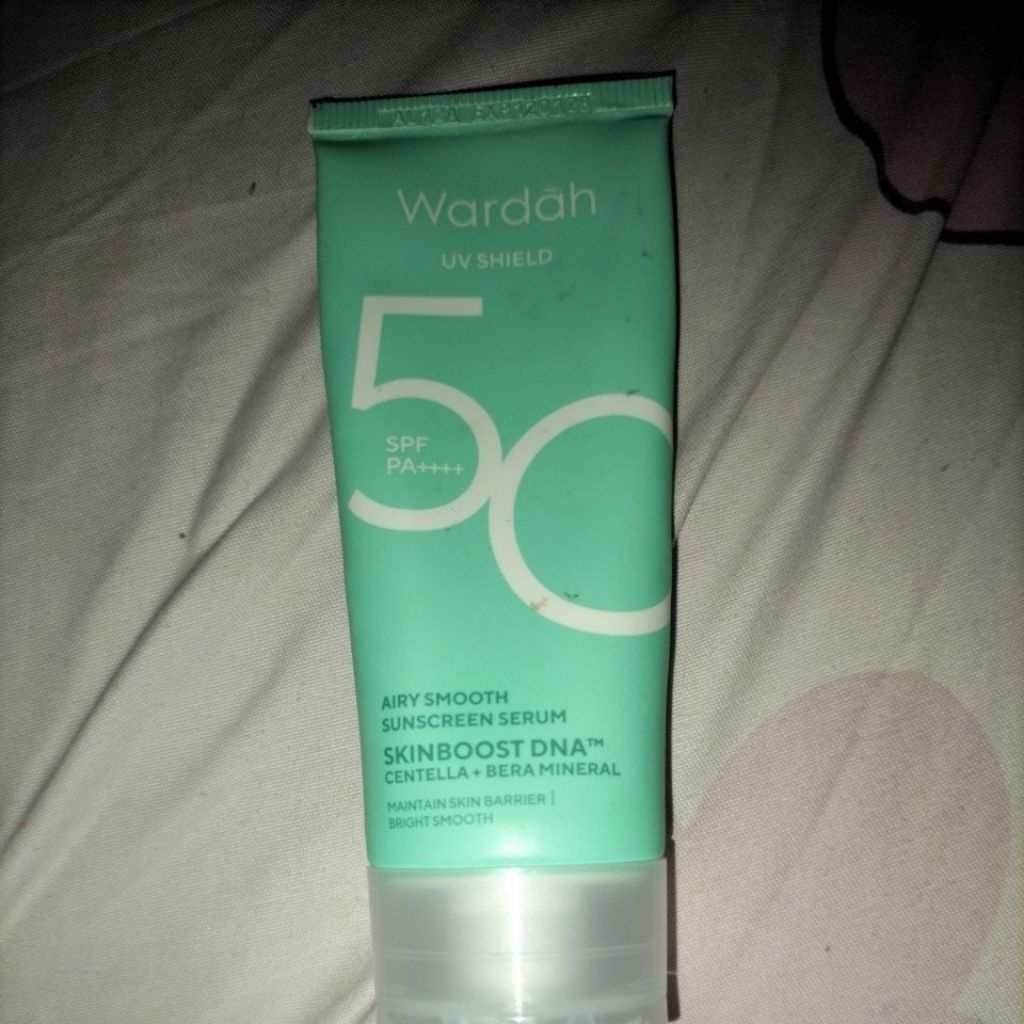 Wardāh
UV SHIELD
50
SPF
PA++++
AIRY SMOOTH
SUNSCREEN SERUM
SKINBOOST DNA™
CENTELLA + BERA MINERAL
MAINTAIN SKIN BARRIER |
BRIGHT SMOOTH